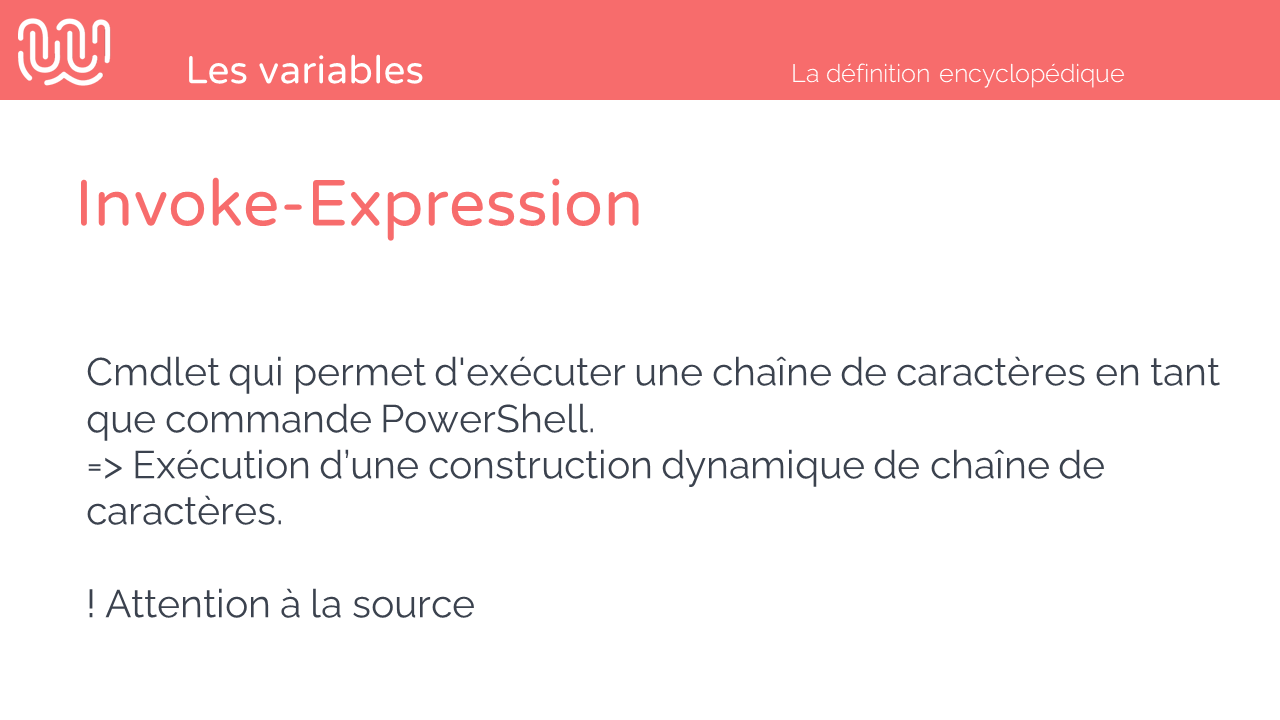 Les variables
La définition encyclopédique
Invoke-Expression
Cmdlet qui permet d'exécuter une chaîne de caractères en tant
que commande PowerShell.
=> Exécution d’une construction dynamique de chaîne de
caractères.
! Attention à la source